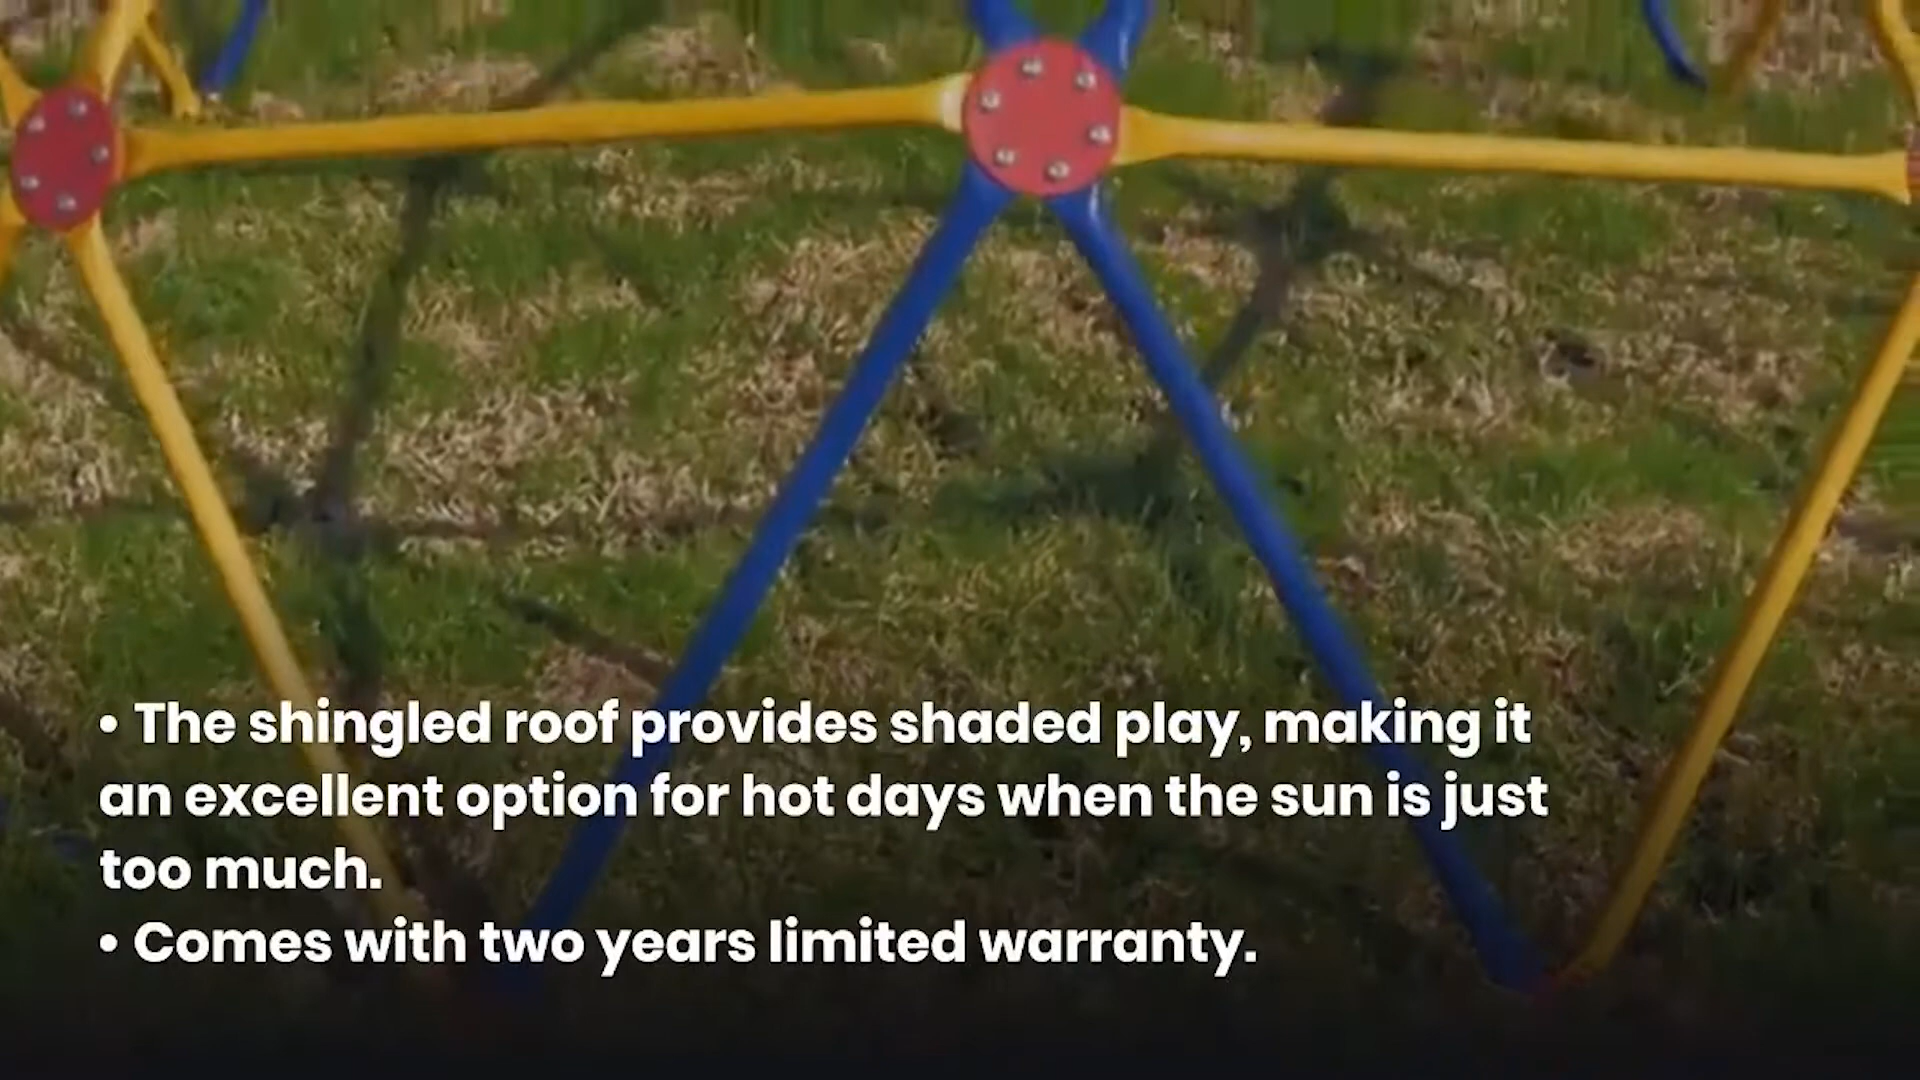 • The shingled roof provides shaded play, making it
an excellent option for hot days when the sun is just
too much.
• Comes with two years limited warranty.